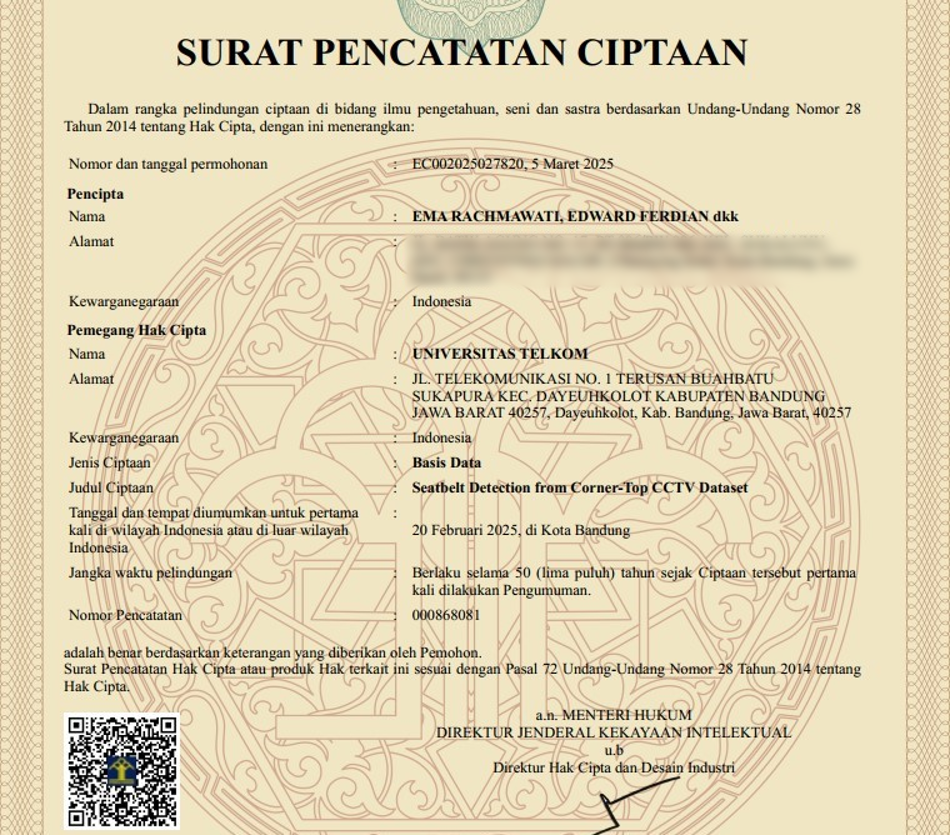 SURAT PENCATATAN CIPTAAN
Dalam rangka pelindungan ciptaan di bidang ilmu pengetahuan, seni dan sastra berdasarkan Undang-Undang Nomor 28
Tahun 2014 tentang Hak Cipta, dengan ini menerangkan:
Nomor dan tanggal permohonan : EC002025027820, 5 Maret 2025
Pencipta
Nama : EMA RACHMAWATI, EDWARD FERDIAN dkk
Alamat :
Kewarganegaraan : Indonesia
Pemegang Hak Cipta
Nama : UNIVERSITAS TELKOM
Alamat : JL. TELEKOMUNIKASI NO. 1 TERUSAN BUAHBATU
SUKAPURA KEC. DAYEUHKOLOT KABUPATEN BANDUNG
JAWA BARAT 40257, Dayeuhkolot, Kab. Bandung, Jawa Barat, 40257
Kewarganegaraan : Indonesia
Jenis Ciptaan : Basis Data
Judul Ciptaan : Seatbelt Detection from Corner-Top CCTV Dataset
Tanggal dan tempat diumumkan untuk pertama :
kali di wilayah Indonesia atau di luar wilayah 20 Februari 2025, di Kota Bandung
Indonesia
Jangka waktu pelindungan : Berlaku selama 50 (lima puluh) tahun sejak Ciptaan tersebut pertama
kali dilakukan Pengumuman.
Nomor Pencatatan : 000868081
adalah benar berdasarkan keterangan yang diberikan oleh Pemohon.
Surat Pencatatan Hak Cipta atau produk Hak terkait ini sesuai dengan Pasal 72 Undang-Undang Nomor 28 Tahun 2014 tentang
Hak Cipta.
a.n. MENTERI HUKUM
DIREKTUR JENDERAL KEKAYAAN INTELEKTUAL
u.b
Direktur Hak Cipta dan Desain Industri